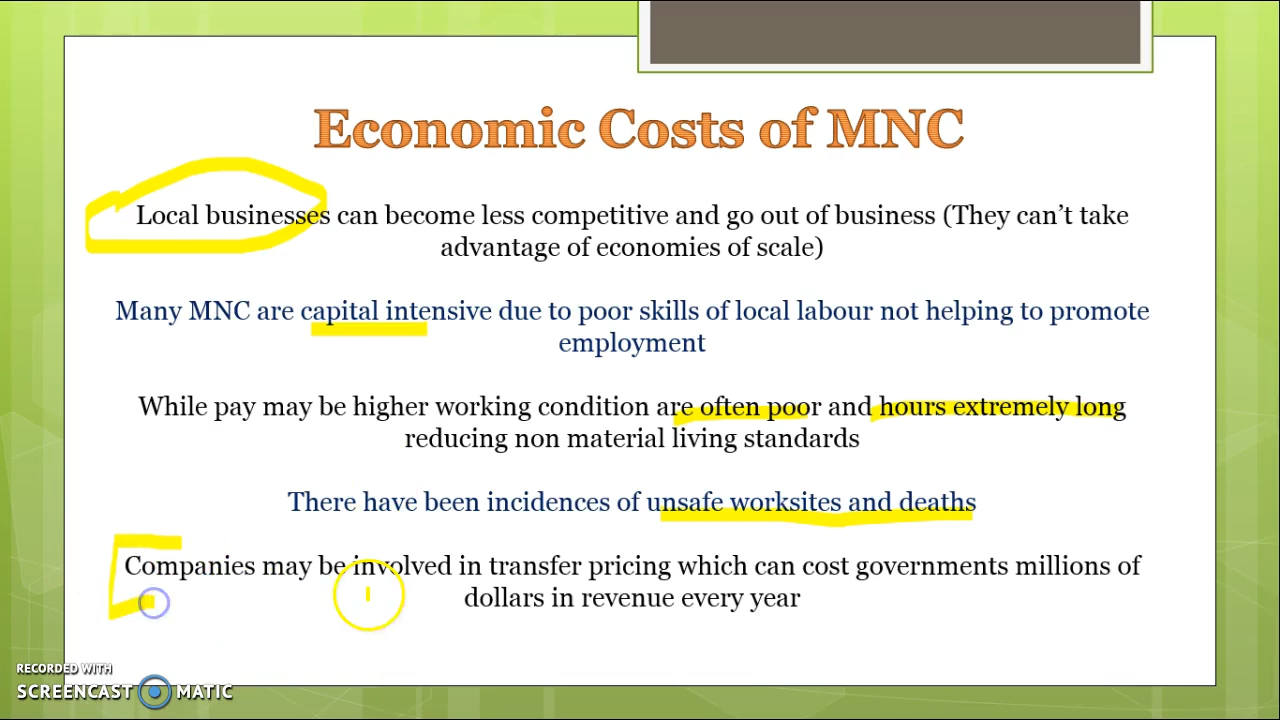 Economic Costs of MNC
Local businesses can become less competitive and go out of business (They can't take
advantage of economies of scale)
Many MNC are capital intensive due to poor skills of local labour not helping to promote
employment
While pay may be higher working condition are often poor and hours extremely long
reducing non material living standards
There have been incidences of unsafe worksites and deaths
Companies may be involved in transfer pricing which can cost governments millions of
dollars in revenue every year
RECORDED WITH
SCREENCAST MATIC